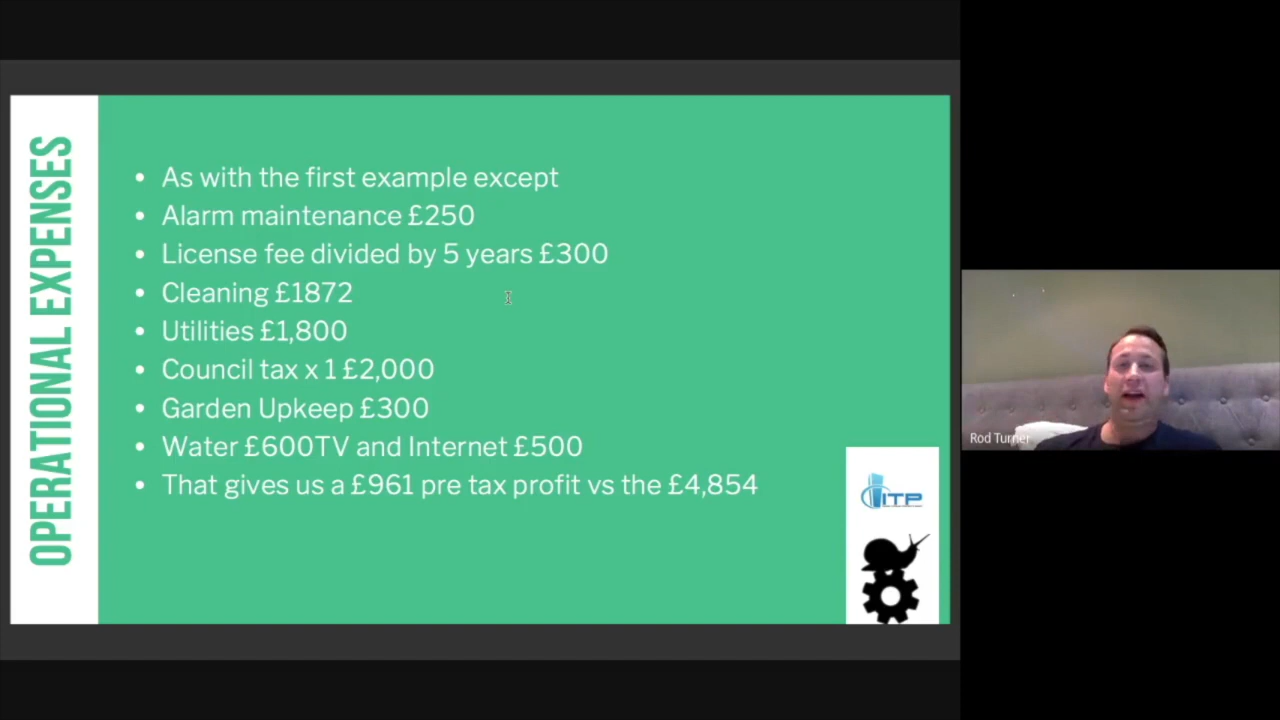 OPERATIONAL EXPENSES
As with the first example except
Alarm maintenance £250
License fee divided by 5 years £300
Cleaning £1872
Utilities £1,800
Council tax x 1 £2,000
Garden Upkeep £300
Water £600TV and Internet £500
That gives us a £961 pre tax profit vs the £4,854
ITP
Rod Turner